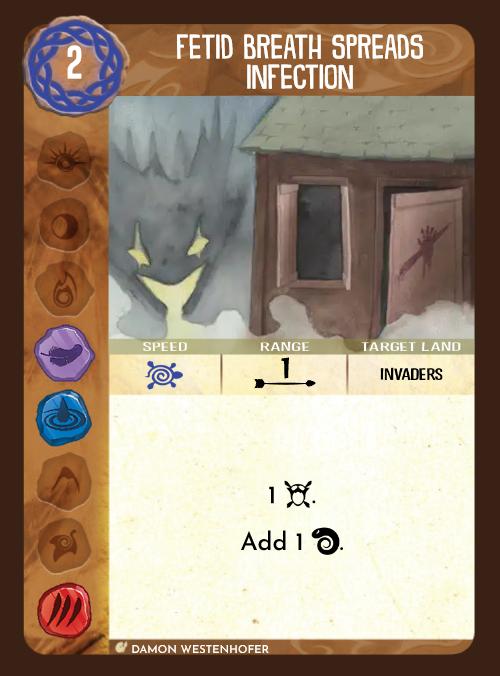 2
FETID BREATH SPREADS
INFECTION
SPEED RANGE TARGET LAND
1
INVADERS
1 .
Add 1 .
DAMON WESTENHOFER